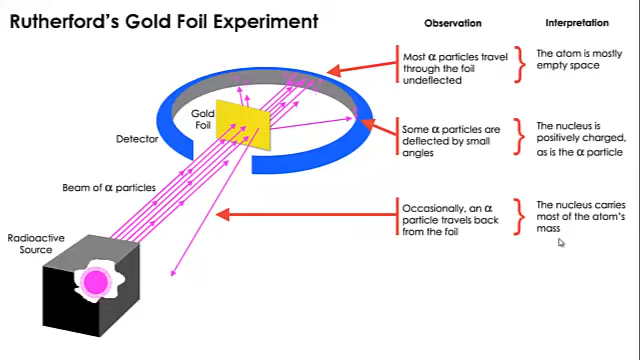 Rutherford's Gold Foil Experiment
Observation
Interpretation
Most α particles travel
through the foil
undeflected
The atom is mostly
empty space
Gold
Foil
Detector
Some α particles are
deflected by small
angles
The nucleus is
positively charged,
as is the α particle
Beam of α particles
Occasionally, an α
particle travels back
from the foil
The nucleus carries
most of the atom's
mass
Radioactive
Source